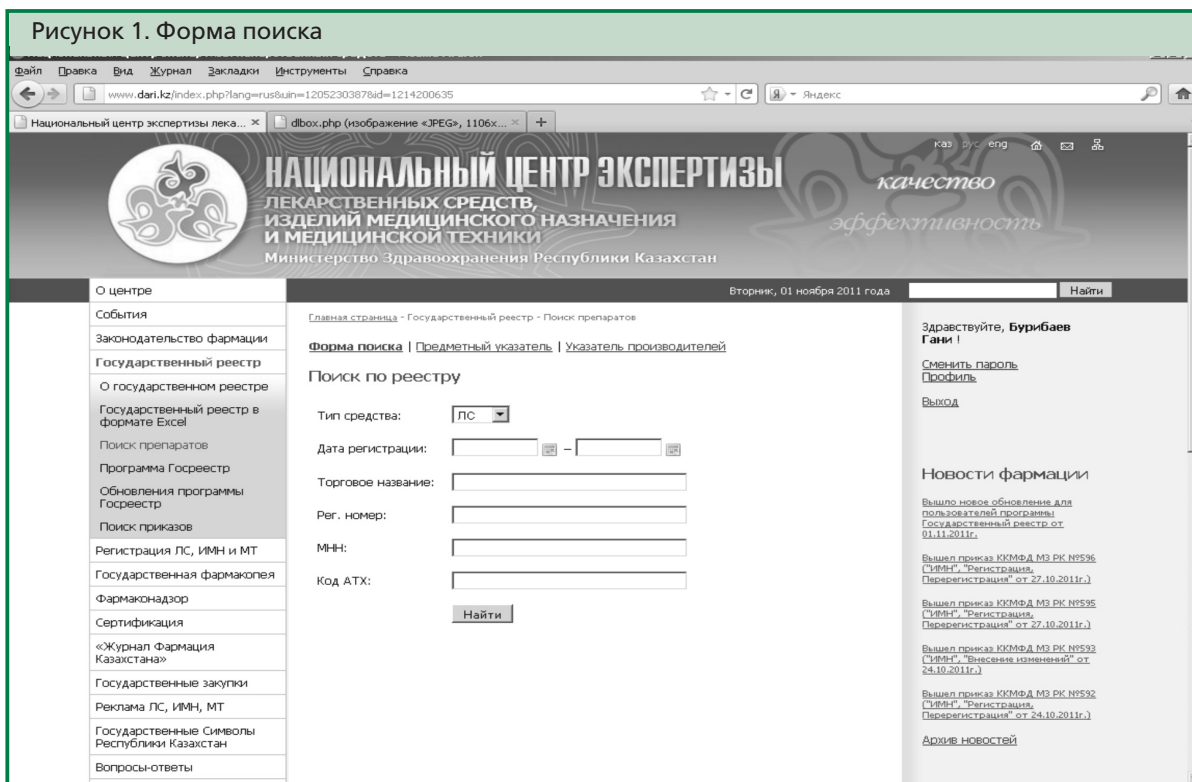 Рисунок 1. Форма поиска
Файл Правка Вид Журнал Закладки Инструменты Справка
www.dari.kz/index.php?lang=rus&uin=1205230387&id=1214200635
Яндекс
Национальный центр экспертизы лека...
dlbox.php (изображение «JPEG», 1106x...
каз рус eng
НАЦИОНАЛЬНЫЙ ЦЕНТР ЭКСПЕРТИЗЫ
ЛЕКАРСТВЕННЫХ СРЕДСТВ,
ИЗДЕЛИЙ МЕДИЦИНСКОГО НАЗНАЧЕНИЯ
И МЕДИЦИНСКОЙ ТЕХНИКИ
Министерство Здравоохранения Республики Казахстан
качество
эффективность
Вторник, 01 ноября 2011 года
Найти
О центре
События
Законодательство фармации
Государственный реестр
О государственном реестре
Государственный реестр в
формате Excel
Поиск препаратов
Программа Госреестр
Обновления программы
Госреестр
Поиск приказов
Регистрация ЛС, ИМН и МТ
Государственная фармакопея
Фармаконадзор
Сертификация
«Журнал Фармация
Казахстана»
Государственные закупки
Реклама ЛС, ИМН, МТ
Государственные Символы
Республики Казахстан
Вопросы-ответы
Главная страница - Государственный реестр - Поиск препаратов
Форма поиска | Предметный указатель | Указатель производителей
Поиск по реестру
Тип средства: ЛС
Дата регистрации: –
Торговое название:
Рег. номер:
МНН:
Код АТХ:
Найти
Здравствуйте, Бурибаев
Гани !
Сменить пароль
Профиль
Выход
Новости фармации
Вышло новое обновление для
пользователей программы
Государственный реестр от
01.11.2011г.
Вышел приказ ККМФД МЗ РК №596
("ИМН", "Регистрация,
Перерегистрация" от 27.10.2011г.)
Вышел приказ ККМФД МЗ РК №595
("ИМН", "Регистрация,
Перерегистрация" от 27.10.2011г.)
Вышел приказ ККМФД МЗ РК №593
("ИМН", "Внесение изменений" от
24.10.2011г.)
Вышел приказ ККМФД МЗ РК №592
("ИМН", "Регистрация,
Перерегистрация" от 24.10.2011г.)
Архив новостей